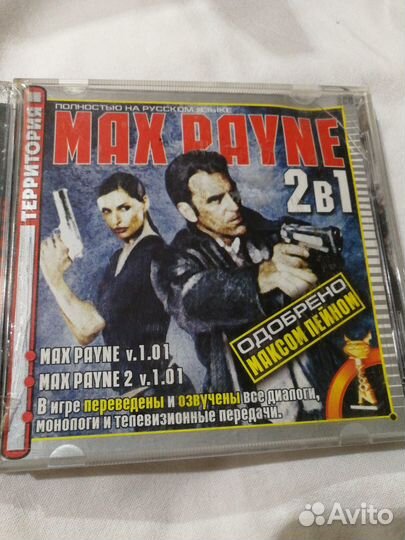 ПОЛНОСТЬЮ НА РУССКОМ ЯЗЫКЕ
ТЕРРИТОРИЯ
MAX PAYNE
2В1
ОДОБРЕНО
МАКСОМ ПЕЙНОМ
MAX PAYNE v.1.01
MAX PAYNE 2 v.1.01
В игре переведены и озвучены все диалоги,
монологи и телевизионные передачи.
Avito